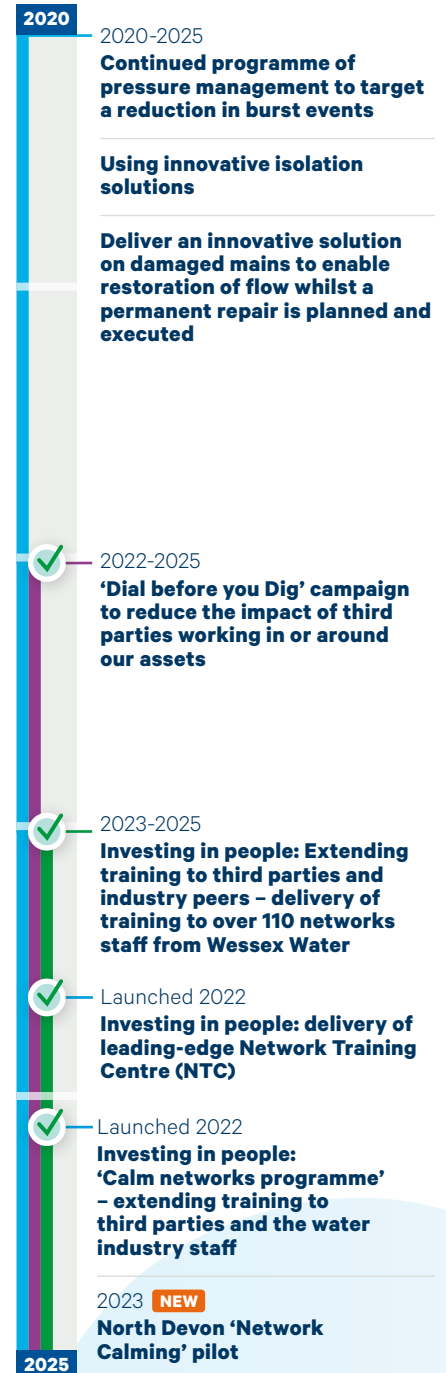 2020
2020-2025
Continued programme of
pressure management to target
a reduction in burst events
Using innovative isolation
solutions
Deliver an innovative solution
on damaged mains to enable
restoration of flow whilst a
permanent repair is planned and
executed
2022-2025
‘Dial before you Dig’ campaign
to reduce the impact of third
parties working in or around
our assets
2023-2025
Investing in people: Extending
training to third parties and
industry peers – delivery of
training to over 110 networks
staff from Wessex Water
Launched 2022
Investing in people: delivery of
leading-edge Network Training
Centre (NTC)
Launched 2022
Investing in people:
‘Calm networks programme’
– extending training to
third parties and the water
industry staff
2023 NEW
North Devon ‘Network
Calming’ pilot
2025